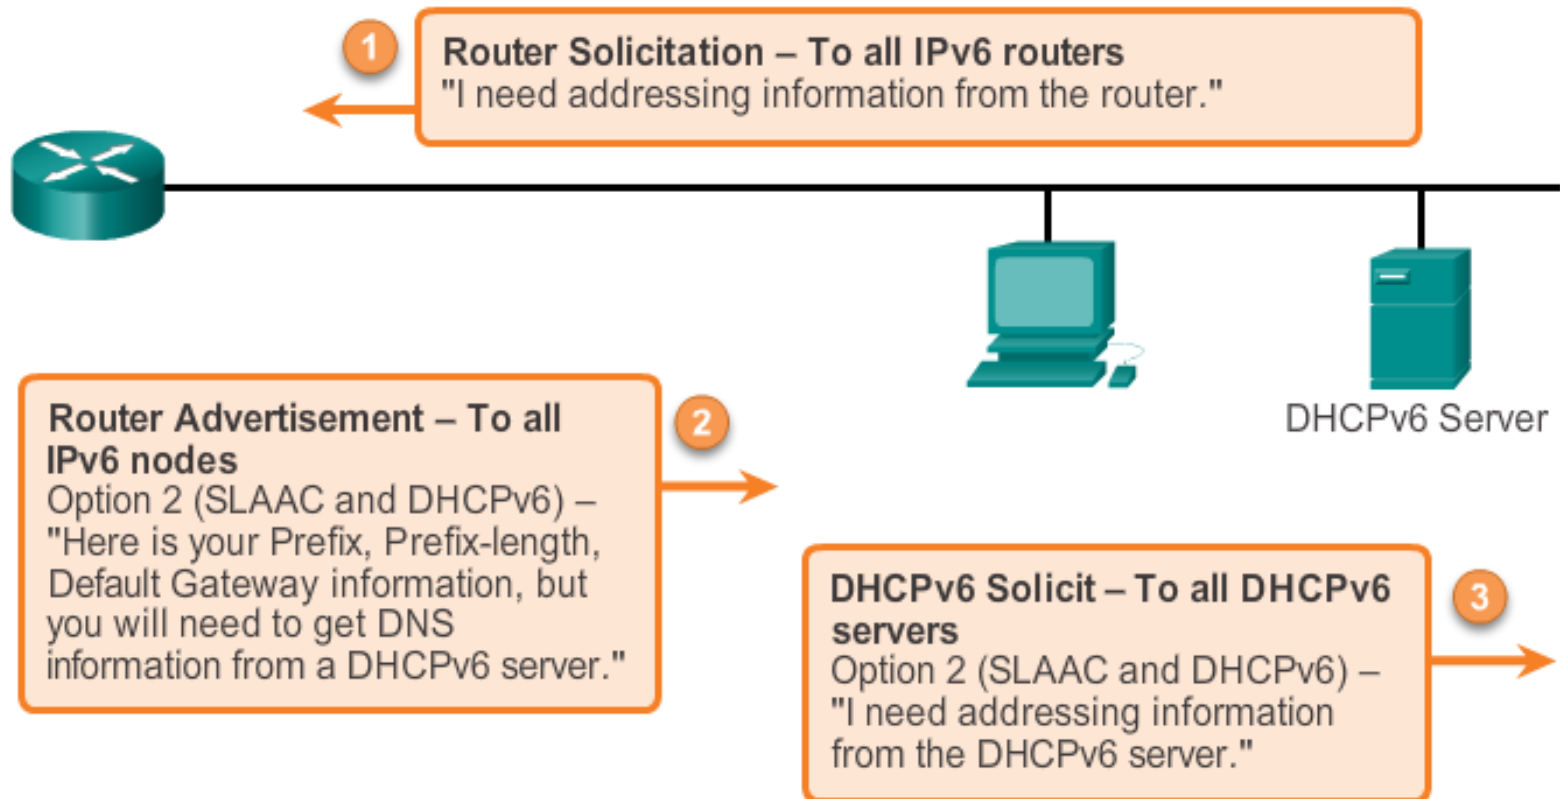 1
Router Solicitation – To all IPv6 routers
"I need addressing information from the router."
DHCPv6 Server
Router Advertisement – To all
IPv6 nodes
Option 2 (SLAAC and DHCPv6) –
"Here is your Prefix, Prefix-length,
Default Gateway information, but
you will need to get DNS
information from a DHCPv6 server."
2
DHCPv6 Solicit – To all DHCPv6
servers
Option 2 (SLAAC and DHCPv6) –
"I need addressing information
from the DHCPv6 server."
3